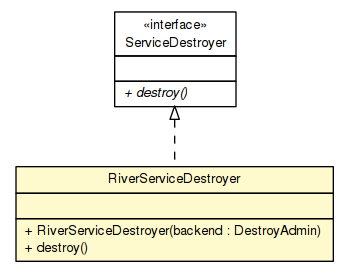 «interface»
ServiceDestroyer
+ destroy()
RiverServiceDestroyer
+ RiverServiceDestroyer(backend : DestroyAdmin)
+ destroy()